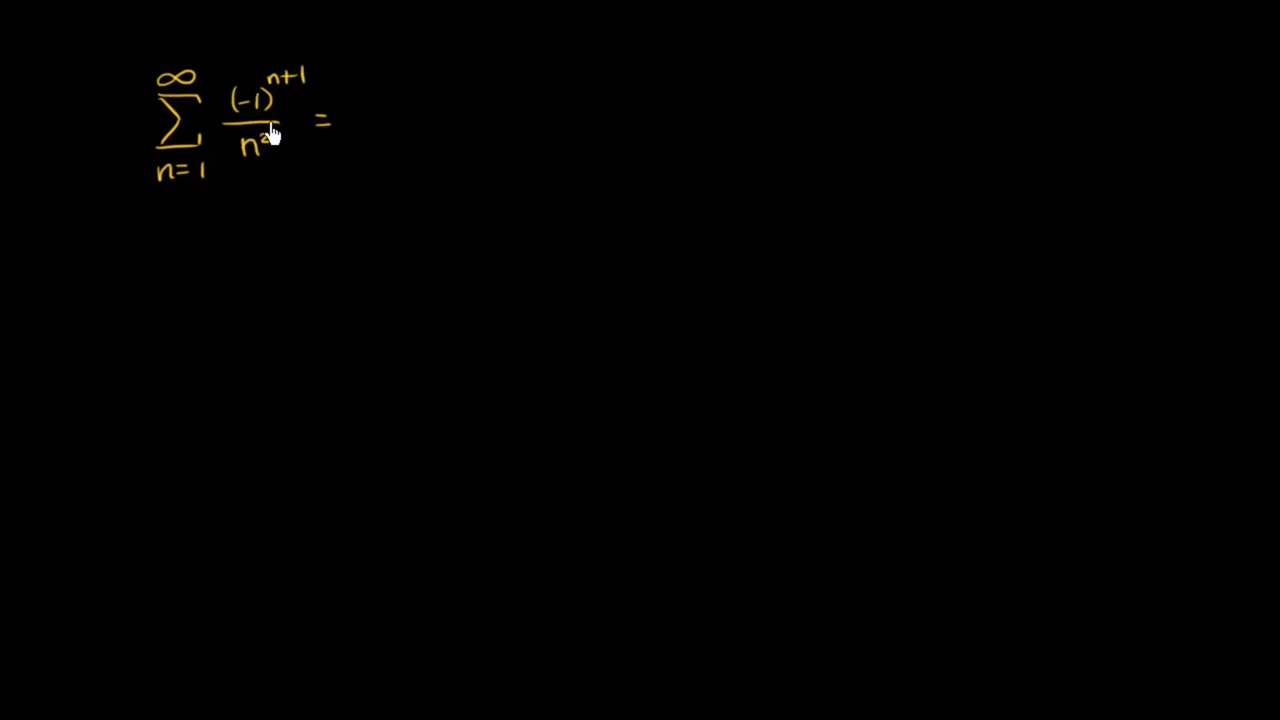 ∞
∑ (-1)^{n+1} / n² =
n=1